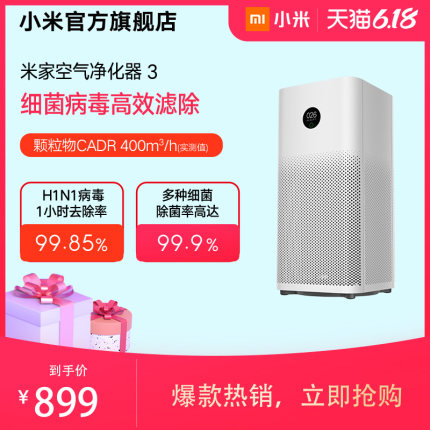 小米官方旗舰店
小米 天猫6.18
米家空气净化器 3
细菌病毒高效滤除
颗粒物CADR 400m³/h(实测值)
H1N1病毒
1小时去除率
99.85%
多种细菌
除菌率高达
99.9%
026
到手价
¥899
爆款热销，立即抢购